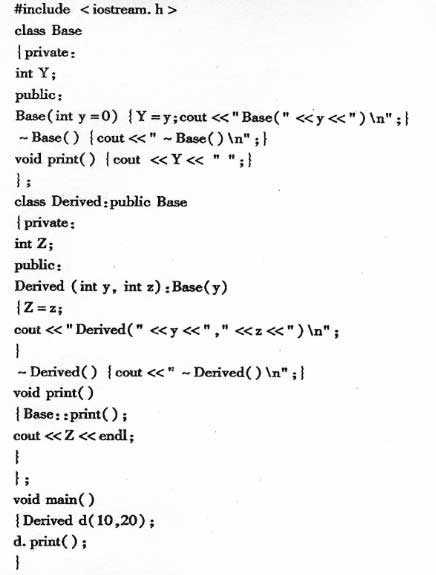 #include <iostream. h>
class Base
{private:
int Y;
public:
Base(int y=0) {Y=y;cout <<"Base(" <<y<<")\n";}
~Base() {cout<<" ~Base()\n";}
void print() {cout <<Y<< " ";}
};
class Derived:public Base
{private:
int Z;
public:
Derived (int y, int z):Base(y)
{Z=z;
cout <<"Derived(" <<y<<"," <<z<<")\n";
}
~Derived() {cout<<" ~Derived()\n";}
void print()
{Base::print();
cout <<Z<<endl;
}
};
void main()
{Derived d(10,20);
d. print();
}